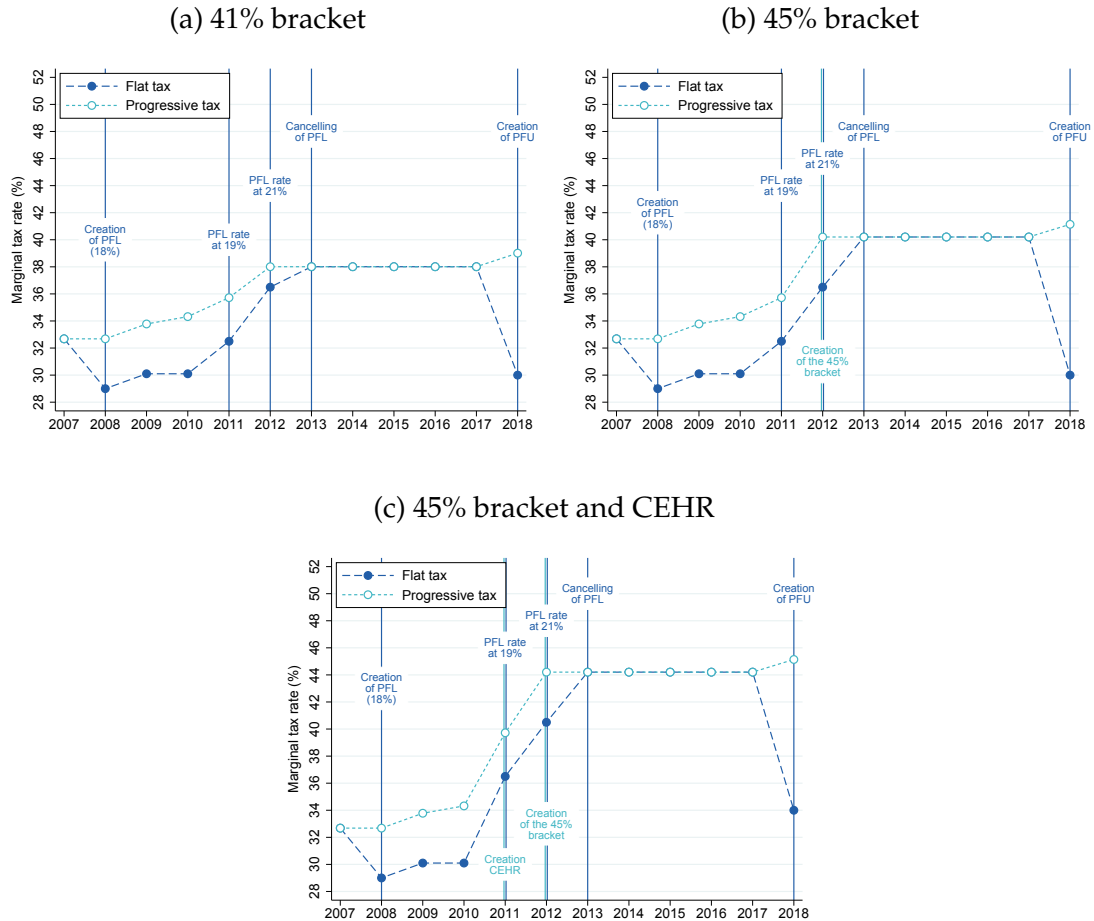 (a) 41% bracket
Marginal tax rate (%)
52
50
48
46
44
42
40
38
36
34
32
30
28
Flat tax
Progressive tax
Creation
of PFL
(18%)
PFL rate
at 19%
PFL rate
at 21%
Cancelling
of PFL
Creation
of PFU
2007 2008 2009 2010 2011 2012 2013 2014 2015 2016 2017 2018
(b) 45% bracket
Marginal tax rate (%)
52
50
48
46
44
42
40
38
36
34
32
30
28
Flat tax
Progressive tax
Creation
of PFL
(18%)
PFL rate
at 19%
PFL rate
at 21%
Cancelling
of PFL
Creation
of PFU
Creation
of the 45%
bracket
2007 2008 2009 2010 2011 2012 2013 2014 2015 2016 2017 2018
(c) 45% bracket and CEHR
Marginal tax rate (%)
52
50
48
46
44
42
40
38
36
34
32
30
28
Flat tax
Progressive tax
Creation
of PFL
(18%)
PFL rate
at 19%
PFL rate
at 21%
Cancelling
of PFL
Creation
of PFU
Creation
of the 45%
bracket
Creation
CEHR
2007 2008 2009 2010 2011 2012 2013 2014 2015 2016 2017 2018